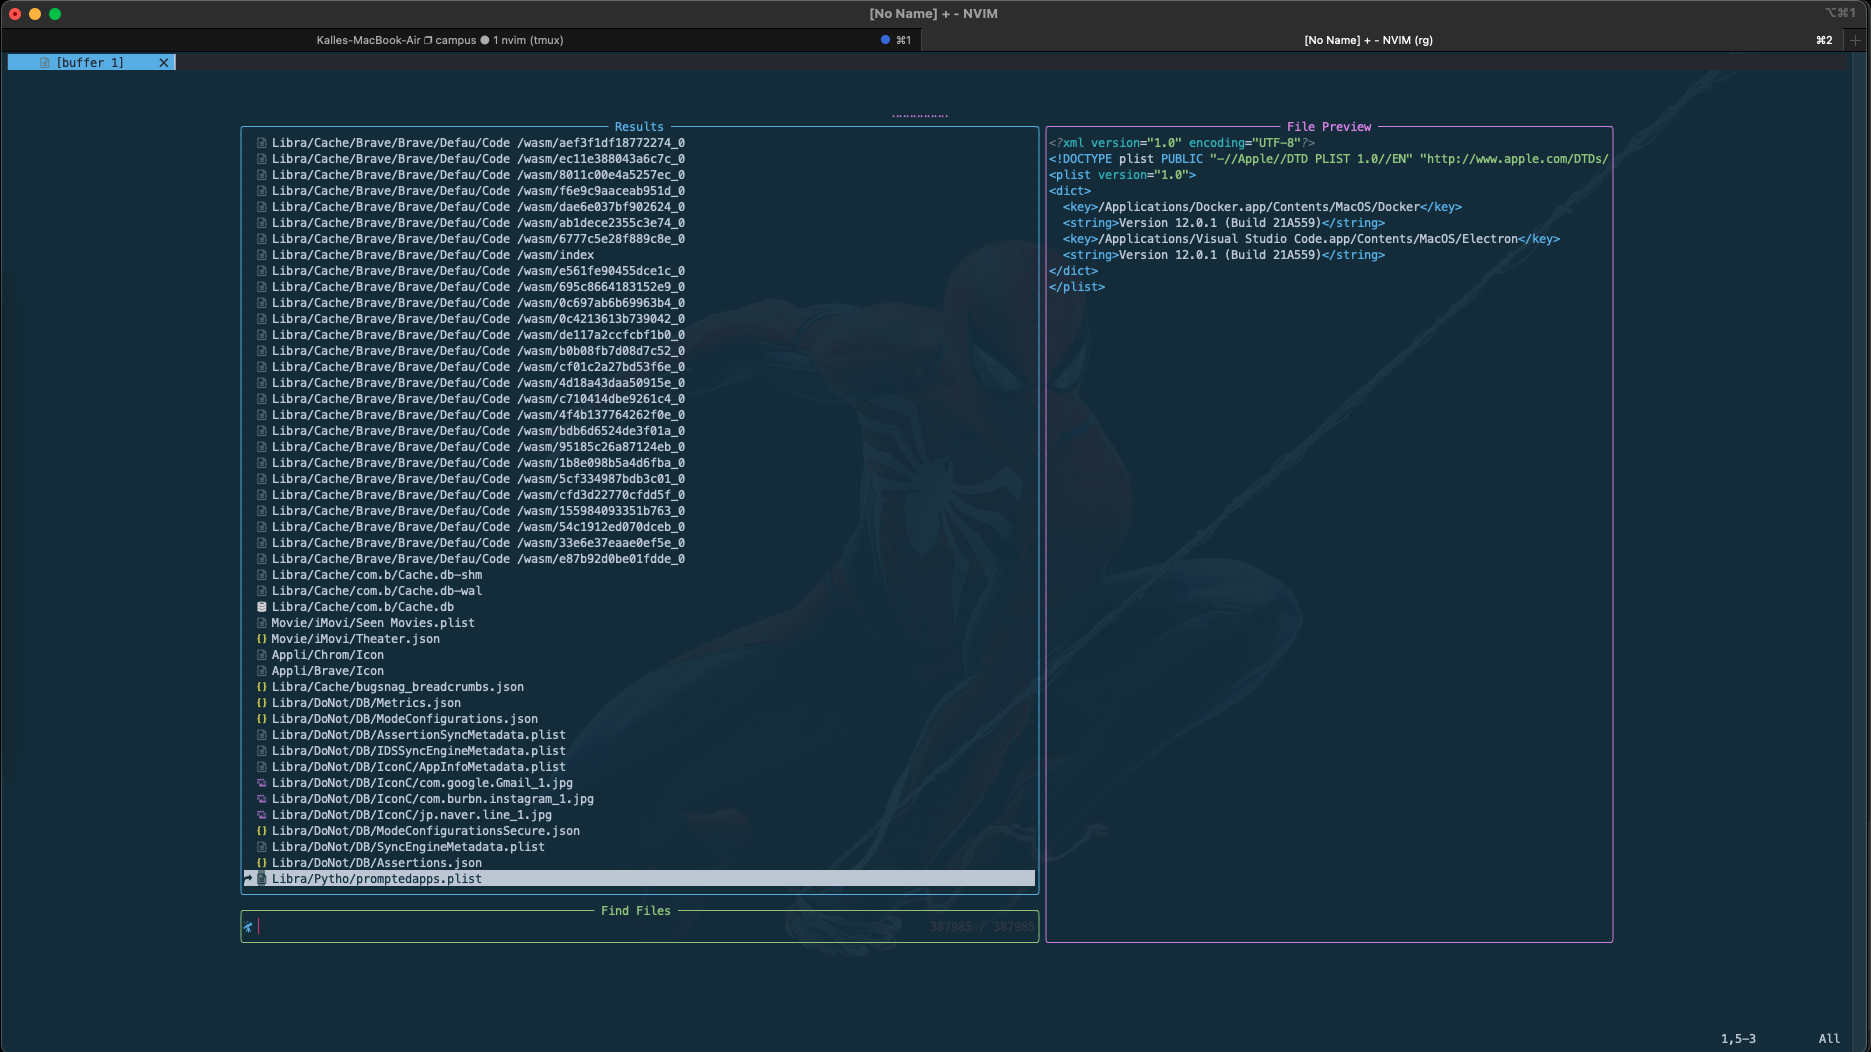 [No Name] + - NVIM
⌥⌘1
Kalles-MacBook-Air ❐ campus ● 1 nvim (tmux)
⌘1
[No Name] + - NVIM (rg)
⌘2
[buffer 1]
Results
Libra/Cache/Brave/Brave/Defau/Code /wasm/aef3f1df18772274_0
Libra/Cache/Brave/Brave/Defau/Code /wasm/ec11e388043a6c7c_0
Libra/Cache/Brave/Brave/Defau/Code /wasm/8011c00e4a5257ec_0
Libra/Cache/Brave/Brave/Defau/Code /wasm/f6e9c9aaceab951d_0
Libra/Cache/Brave/Brave/Defau/Code /wasm/dae6e037bf902624_0
Libra/Cache/Brave/Brave/Defau/Code /wasm/ab1dece2355c3e74_0
Libra/Cache/Brave/Brave/Defau/Code /wasm/6777c5e28f889c8e_0
Libra/Cache/Brave/Brave/Defau/Code /wasm/index
Libra/Cache/Brave/Brave/Defau/Code /wasm/e561fe90455dce1c_0
Libra/Cache/Brave/Brave/Defau/Code /wasm/695c8664183152e9_0
Libra/Cache/Brave/Brave/Defau/Code /wasm/0c697ab6b69963b4_0
Libra/Cache/Brave/Brave/Defau/Code /wasm/0c4213613b739042_0
Libra/Cache/Brave/Brave/Defau/Code /wasm/de117a2ccfcbf1b0_0
Libra/Cache/Brave/Brave/Defau/Code /wasm/b0b08fb7d08d7c52_0
Libra/Cache/Brave/Brave/Defau/Code /wasm/cf01c2a27bd53f6e_0
Libra/Cache/Brave/Brave/Defau/Code /wasm/4d18a43daa50915e_0
Libra/Cache/Brave/Brave/Defau/Code /wasm/c710414dbe9261c4_0
Libra/Cache/Brave/Brave/Defau/Code /wasm/4f4b137764262f0e_0
Libra/Cache/Brave/Brave/Defau/Code /wasm/bdb6d6524de3f01a_0
Libra/Cache/Brave/Brave/Defau/Code /wasm/95185c26a87124eb_0
Libra/Cache/Brave/Brave/Defau/Code /wasm/1b8e098b5a4d6fba_0
Libra/Cache/Brave/Brave/Defau/Code /wasm/5cf334987bdb3c01_0
Libra/Cache/Brave/Brave/Defau/Code /wasm/cfd3d22770cfdd5f_0
Libra/Cache/Brave/Brave/Defau/Code /wasm/155984093351b763_0
Libra/Cache/Brave/Brave/Defau/Code /wasm/54c1912ed070dceb_0
Libra/Cache/Brave/Brave/Defau/Code /wasm/33e6e37eaae0ef5e_0
Libra/Cache/Brave/Brave/Defau/Code /wasm/e87b92d0be01fdde_0
Libra/Cache/com.b/Cache.db-shm
Libra/Cache/com.b/Cache.db-wal
Libra/Cache/com.b/Cache.db
Movie/iMovi/Seen Movies.plist
Movie/iMovi/Theater.json
Appli/Chrom/Icon
Appli/Brave/Icon
Libra/Cache/bugsnag_breadcrumbs.json
Libra/DoNot/DB/Metrics.json
Libra/DoNot/DB/ModeConfigurations.json
Libra/DoNot/DB/AssertionSyncMetadata.plist
Libra/DoNot/DB/IDSSyncEngineMetadata.plist
Libra/DoNot/DB/IconC/AppInfoMetadata.plist
Libra/DoNot/DB/IconC/com.google.Gmail_1.jpg
Libra/DoNot/DB/IconC/com.burbn.instagram_1.jpg
Libra/DoNot/DB/IconC/jp.naver.line_1.jpg
Libra/DoNot/DB/ModeConfigurationsSecure.json
Libra/DoNot/DB/SyncEngineMetadata.plist
Libra/DoNot/DB/Assertions.json
Libra/Pytho/promptedapps.plist
Find Files
387985 / 387985
File Preview
<?xml version="1.0" encoding="UTF-8"?>
<!DOCTYPE plist PUBLIC "-//Apple//DTD PLIST 1.0//EN" "http://www.apple.com/DTDs/
<plist version="1.0">
<dict>
<key>/Applications/Docker.app/Contents/MacOS/Docker</key>
<string>Version 12.0.1 (Build 21A559)</string>
<key>/Applications/Visual Studio Code.app/Contents/MacOS/Electron</key>
<string>Version 12.0.1 (Build 21A559)</string>
</dict>
</plist>
1,5-3
All